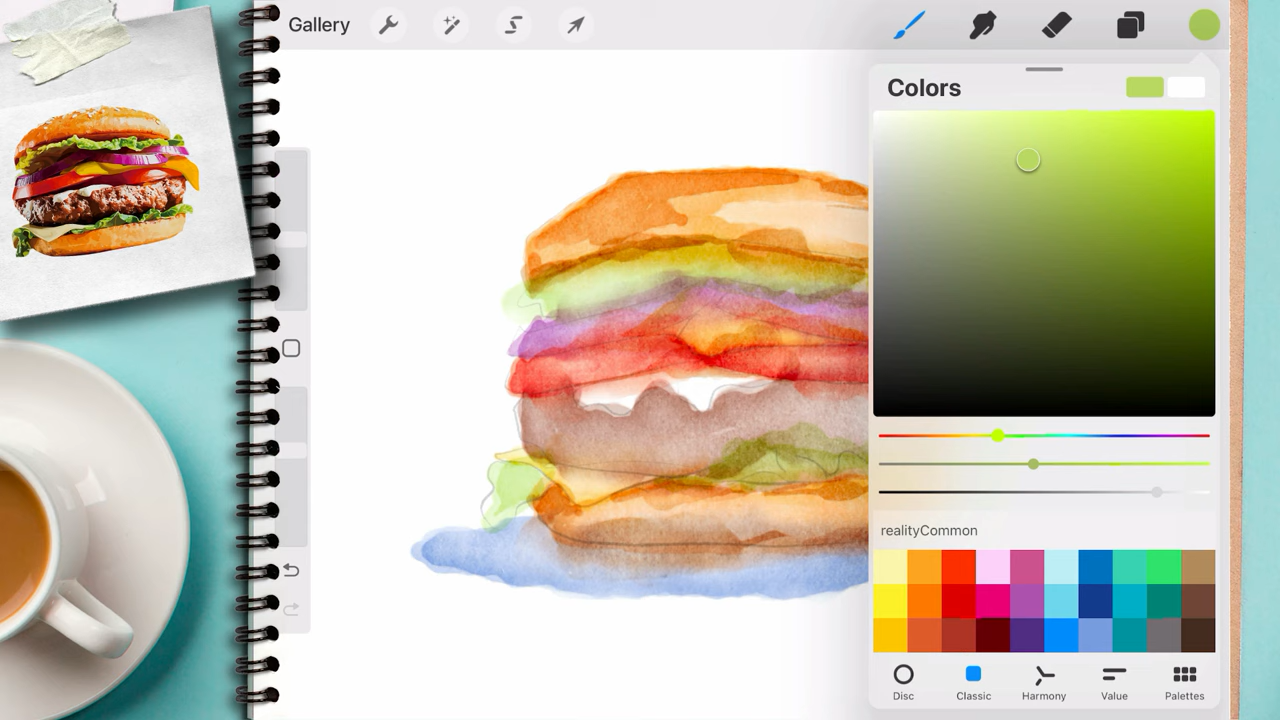 Gallery
Colors
realityCommon
Disc
Classic
Harmony
Value
Palettes